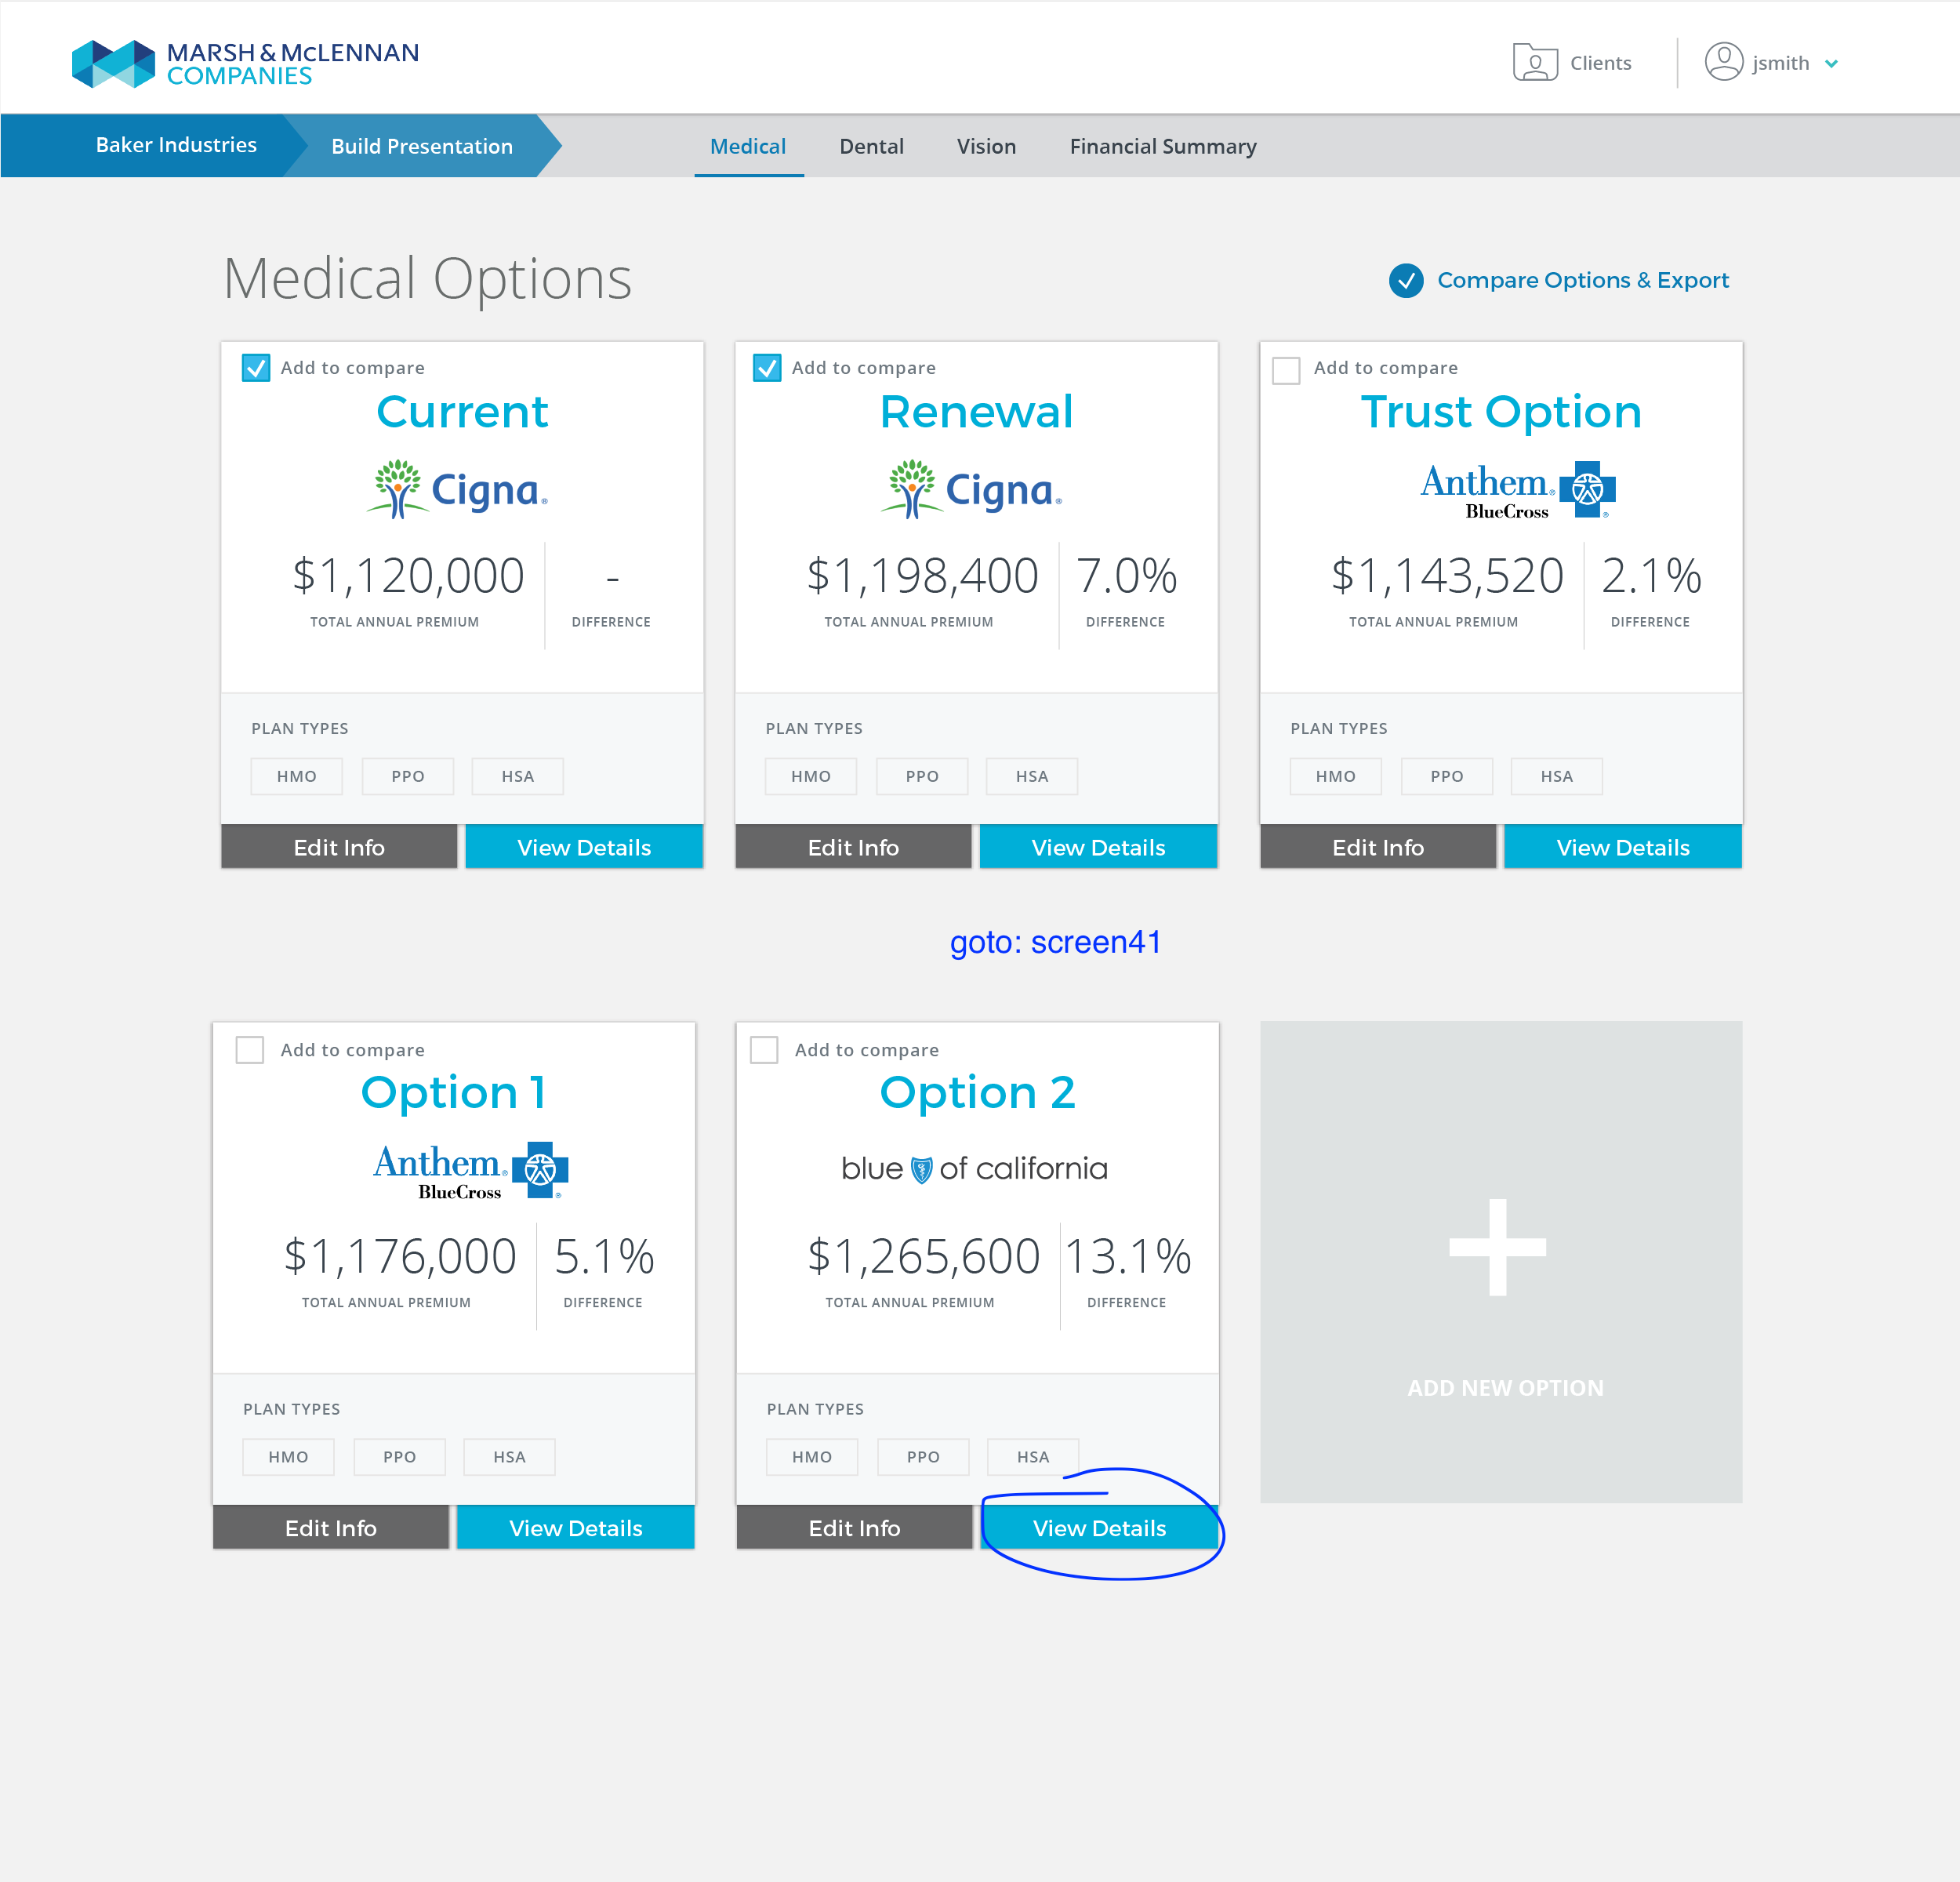 MARSH & McLENNAN
COMPANIES
Clients
jsmith
Baker Industries
Build Presentation
Medical
Dental
Vision
Financial Summary
Medical Options
Compare Options & Export
Add to compare
Current
Cigna®
$1,120,000
-
TOTAL ANNUAL PREMIUM
DIFFERENCE
PLAN TYPES
HMO
PPO
HSA
Edit Info
View Details
Add to compare
Renewal
Cigna®
$1,198,400
7.0%
TOTAL ANNUAL PREMIUM
DIFFERENCE
PLAN TYPES
HMO
PPO
HSA
Edit Info
View Details
Add to compare
Trust Option
Anthem®
BlueCross
®
$1,143,520
2.1%
TOTAL ANNUAL PREMIUM
DIFFERENCE
PLAN TYPES
HMO
PPO
HSA
Edit Info
View Details
goto: screen41
Add to compare
Option 1
Anthem®
BlueCross
®
$1,176,000
5.1%
TOTAL ANNUAL PREMIUM
DIFFERENCE
PLAN TYPES
HMO
PPO
HSA
Edit Info
View Details
Add to compare
Option 2
blue of california
$1,265,600
13.1%
TOTAL ANNUAL PREMIUM
DIFFERENCE
PLAN TYPES
HMO
PPO
HSA
Edit Info
View Details
ADD NEW OPTION